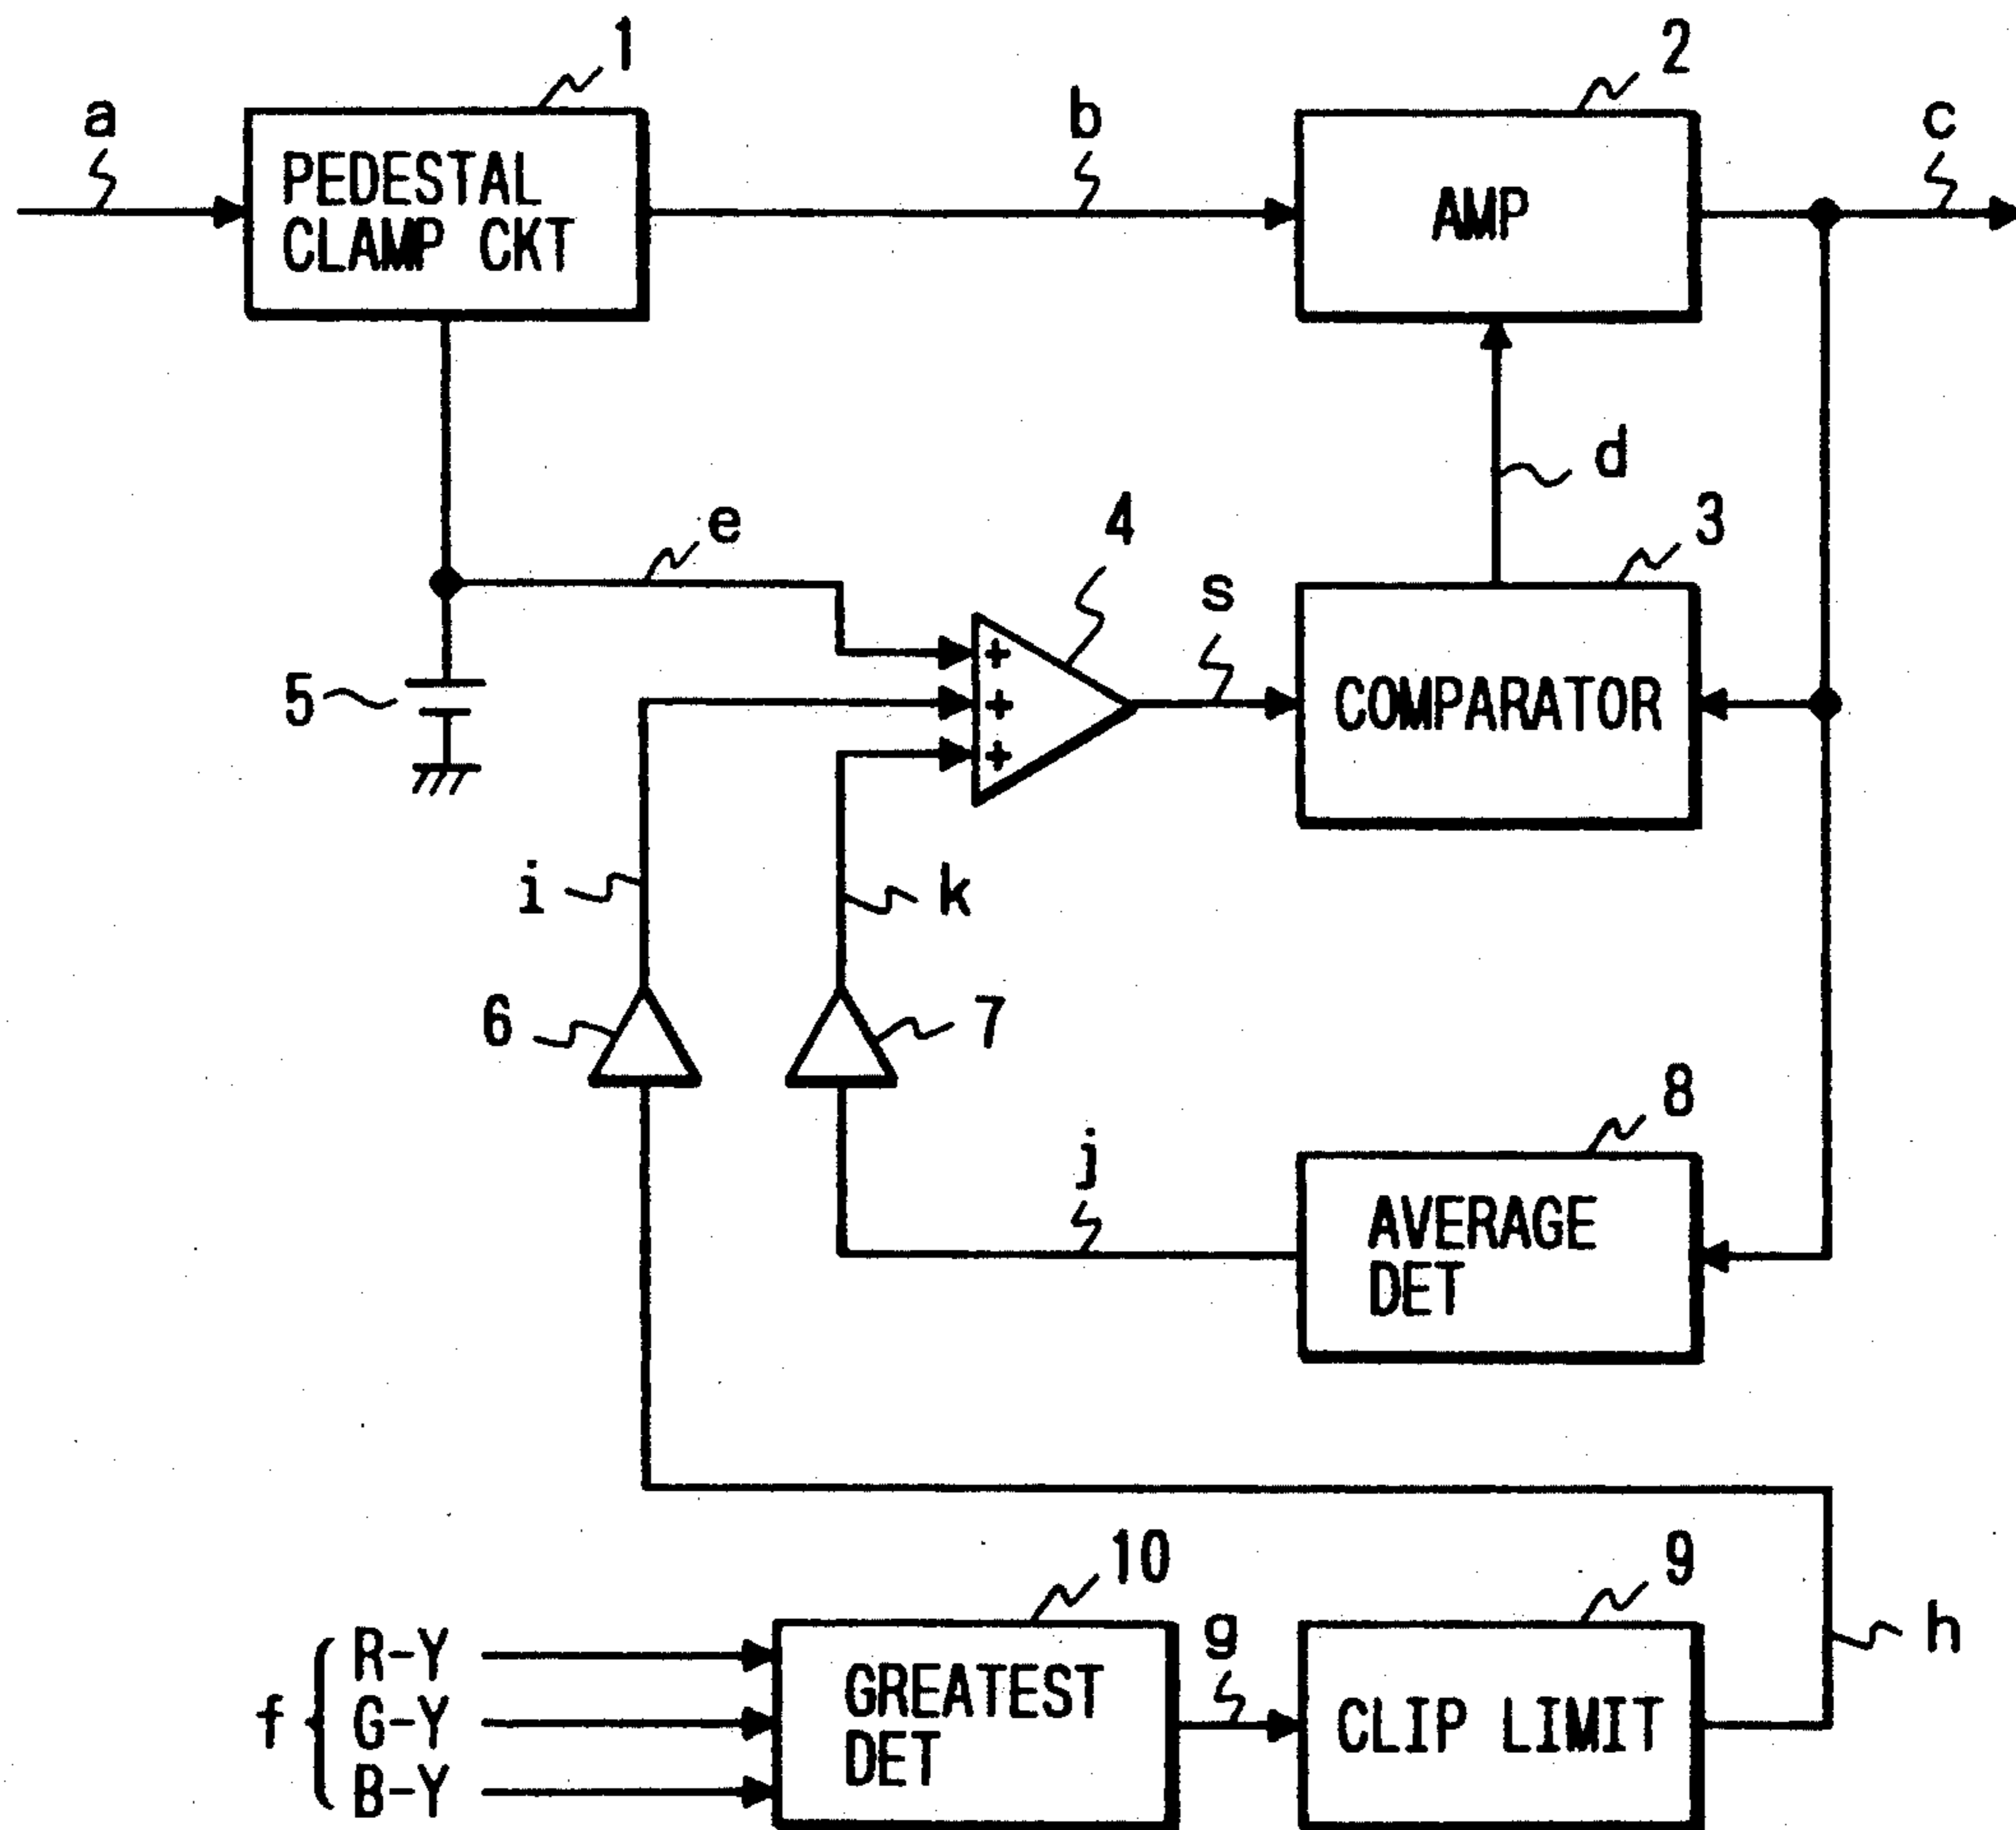 1
2
a
b
c
PEDESTAL
CLAMP CKT
AMP
d
e
4
3
s
+
+
+
5
COMPARATOR
i
k
6
7
8
j
AVERAGE
DET
10
9
g
h
f { R-Y
G-Y
B-Y
GREATEST
DET
CLIP LIMIT